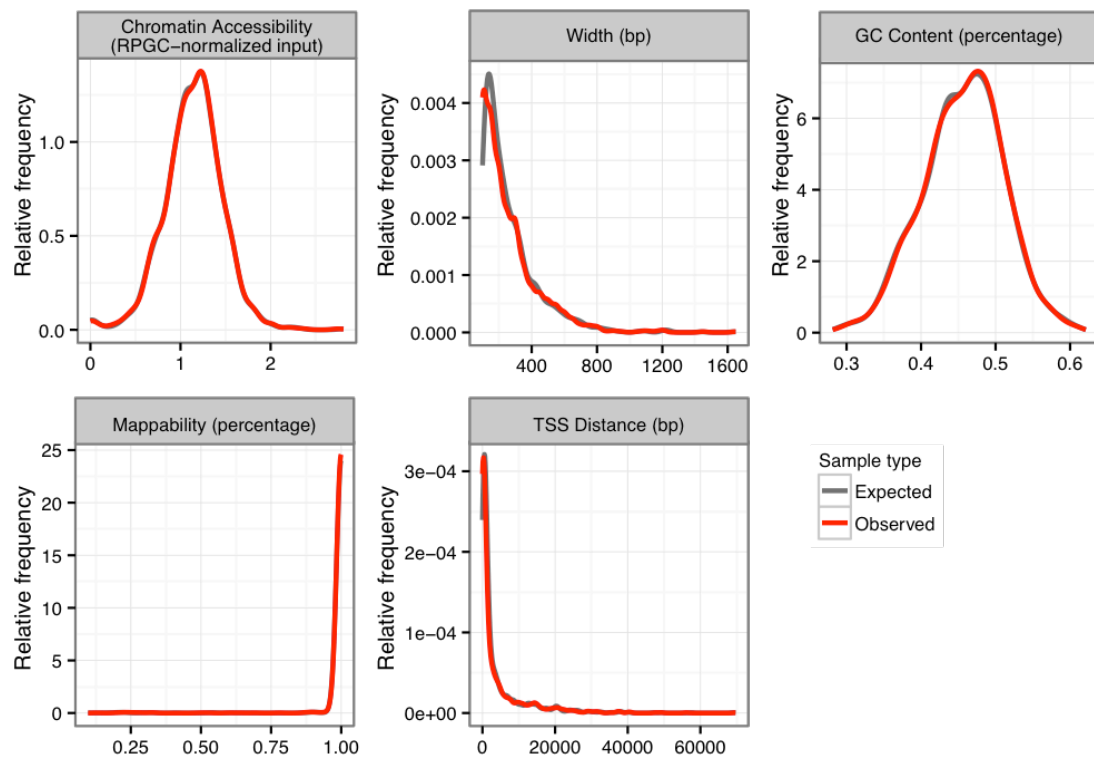 Chromatin Accessibility
(RPGC−normalized input)
Relative frequency
1.0
0.5
0.0
0
1
2
Width (bp)
Relative frequency
0.004
0.003
0.002
0.001
0.000
400
800
1200
1600
GC Content (percentage)
Relative frequency
6
4
2
0
0.3
0.4
0.5
0.6
Mappability (percentage)
Relative frequency
25
20
15
10
5
0
0.25
0.50
0.75
1.00
TSS Distance (bp)
Relative frequency
3e−04
2e−04
1e−04
0e+00
0
20000
40000
60000
Sample type
Expected
Observed